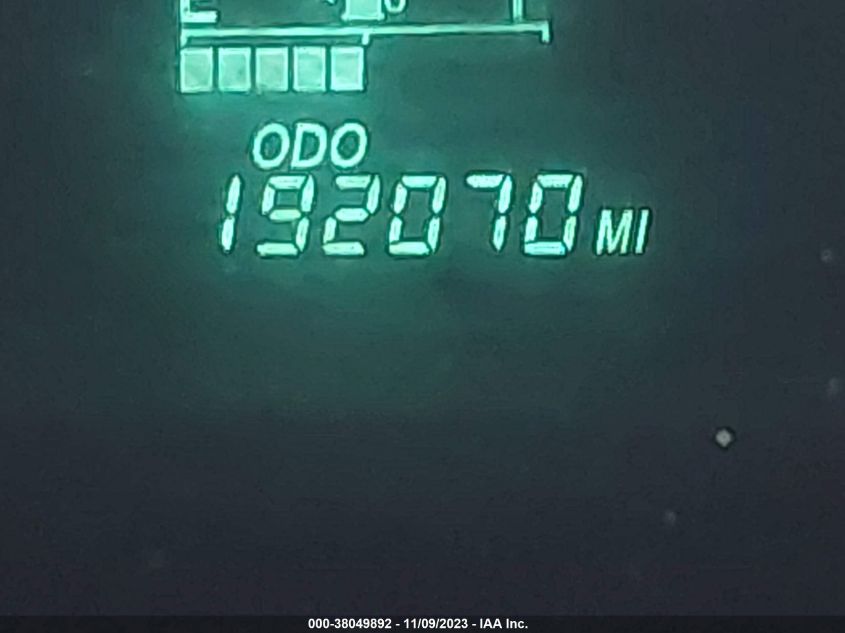 E
ODO
192070 MI
000-38049892 - 11/09/2023 - IAA Inc.